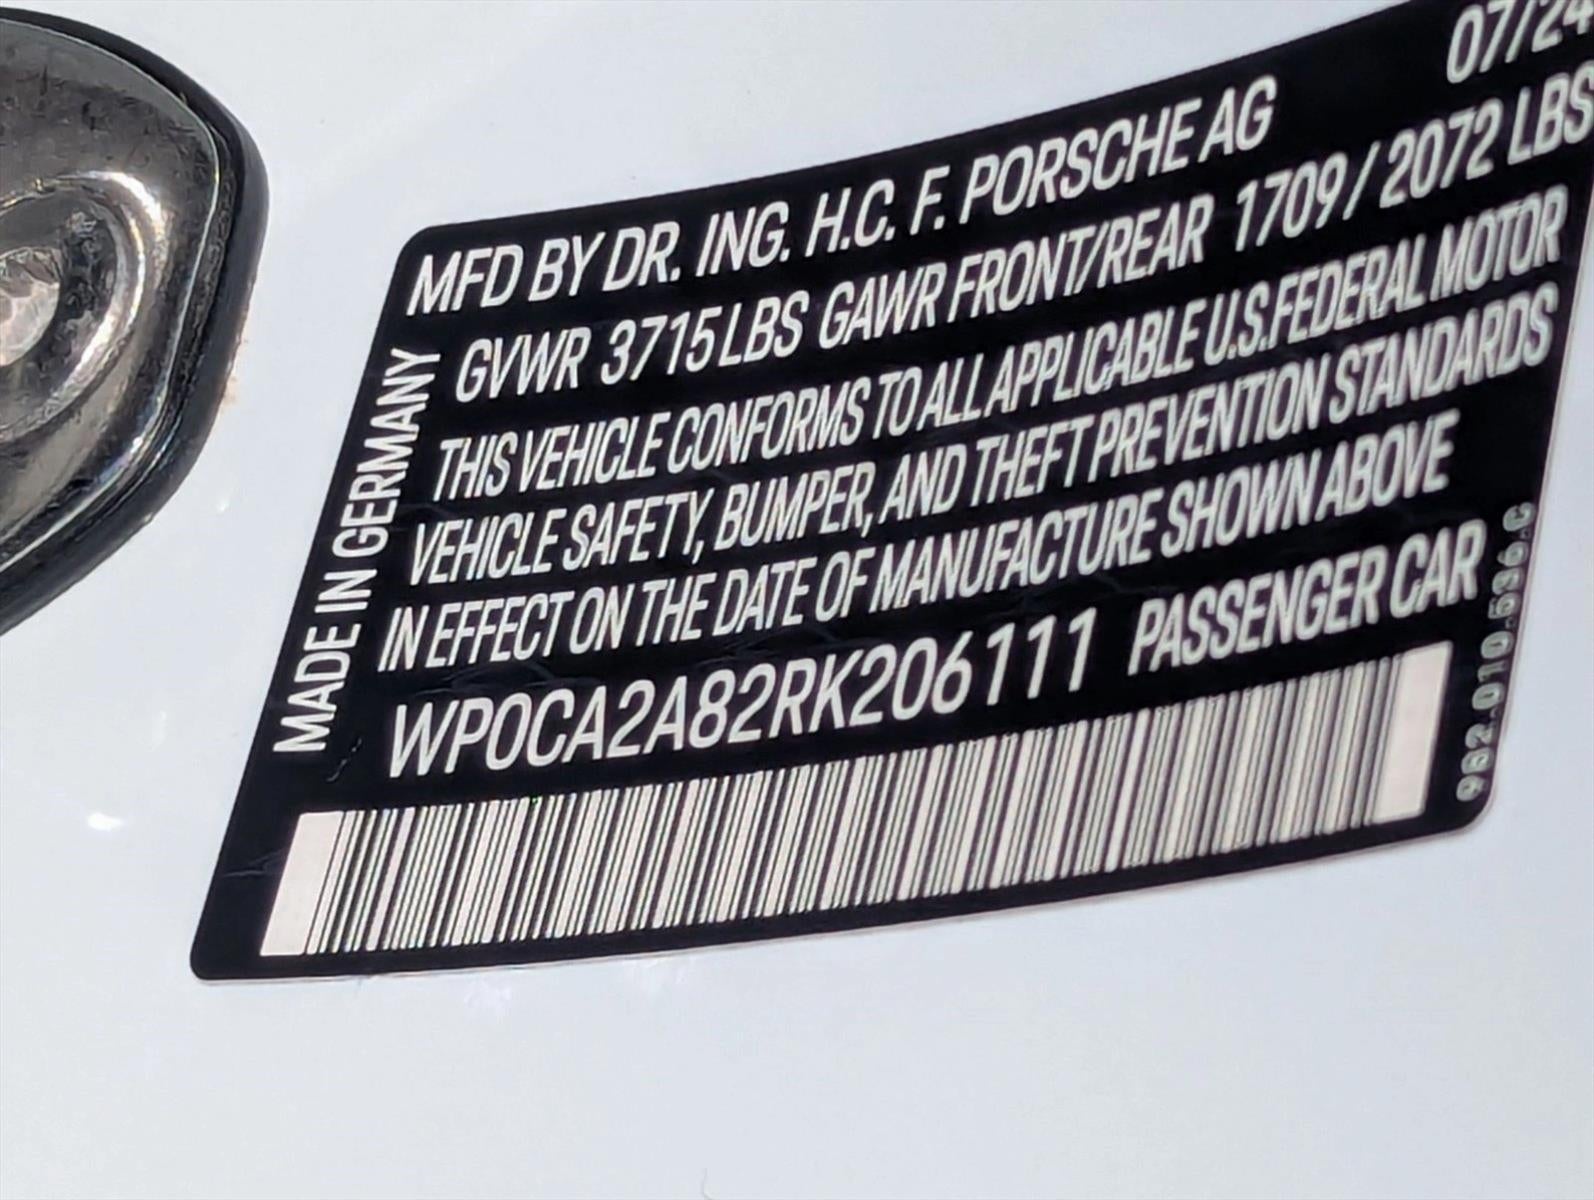 07/24
MFD BY DR. ING. H.C. F. PORSCHE AG
GVWR 3715 LBS GAWR FRONT/REAR 1709 / 2072 LBS
THIS VEHICLE CONFORMS TO ALL APPLICABLE U.S. FEDERAL MOTOR
VEHICLE SAFETY, BUMPER, AND THEFT PREVENTION STANDARDS
IN EFFECT ON THE DATE OF MANUFACTURE SHOWN ABOVE
WP0CA2A82RK206111 PASSENGER CAR
MADE IN GERMANY
982.010.536.C